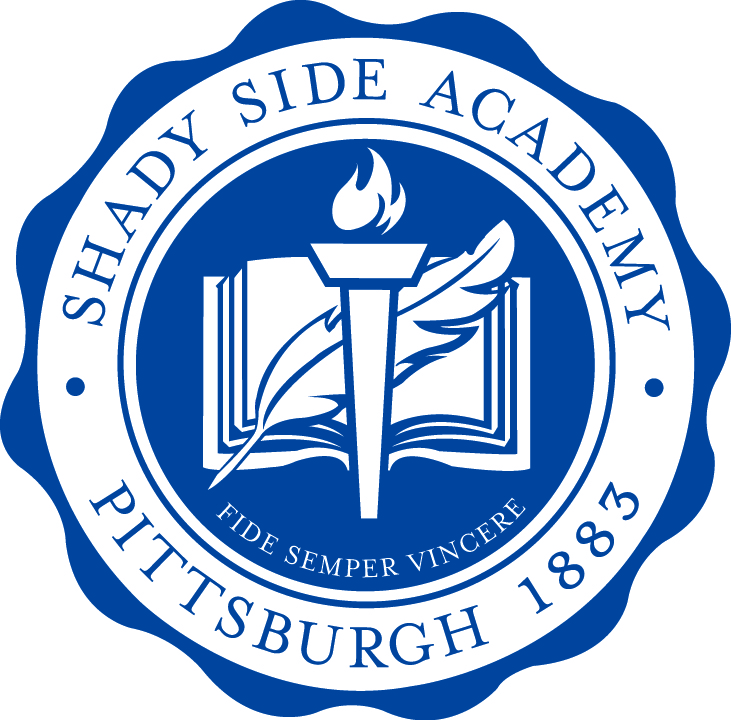 SHADY SIDE ACADEMY
FIDE SEMPER VINCERE
PITTSBURGH 1883